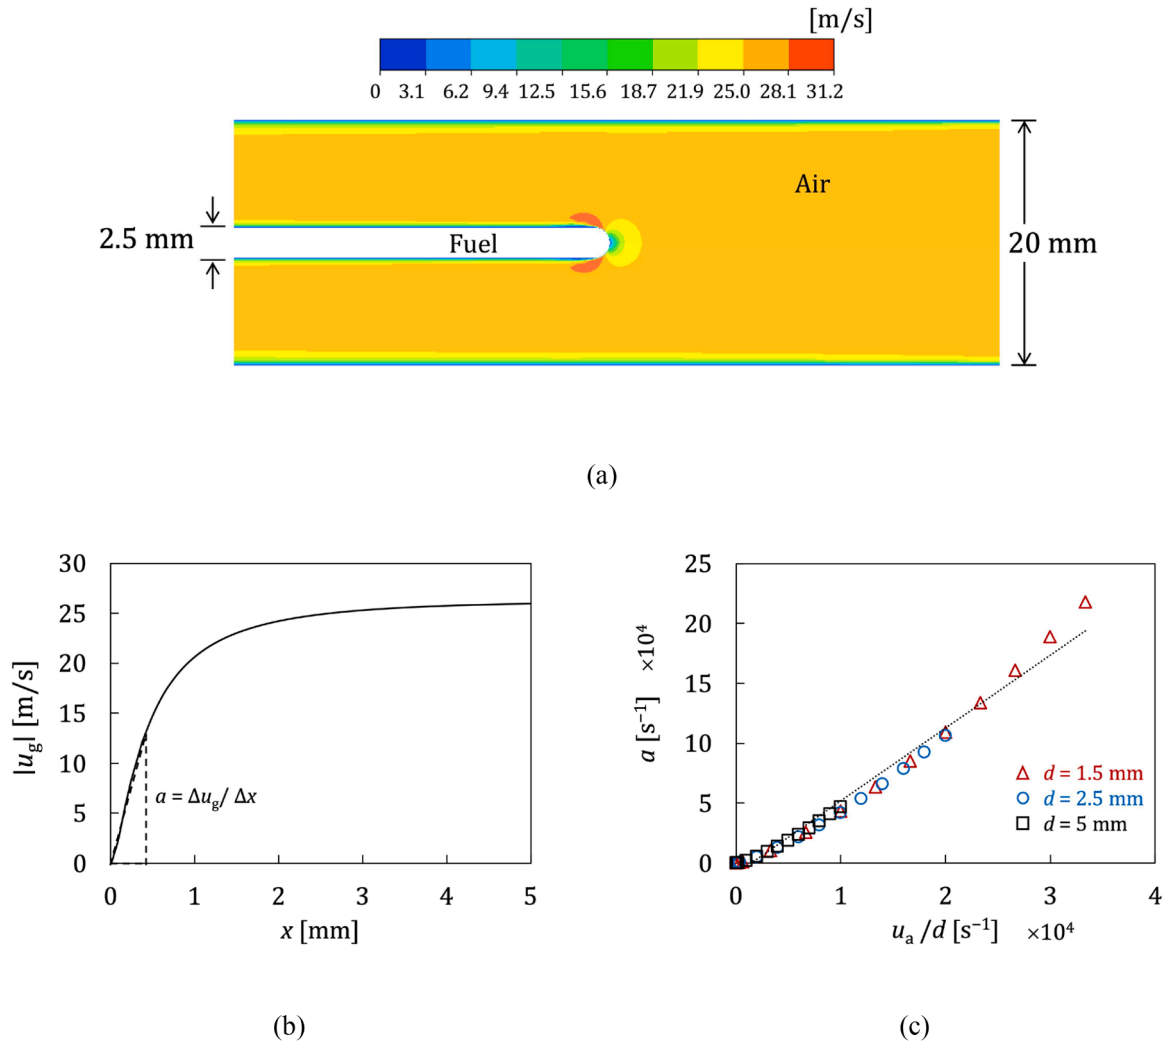 [m/s]
0 3.1 6.2 9.4 12.5 15.6 18.7 21.9 25.0 28.1 31.2
Air
2.5 mm
Fuel
20 mm
(a)
30
25
20
15
10
5
0
|u_g| [m/s]
a = Δu_g/ Δx
0 1 2 3 4 5
x [mm]
(b)
25
20
15
10
5
0
a [s⁻¹] ×10⁴
d = 1.5 mm
d = 2.5 mm
d = 5 mm
0 1 2 3 4
u_a/d [s⁻¹] ×10⁴
(c)